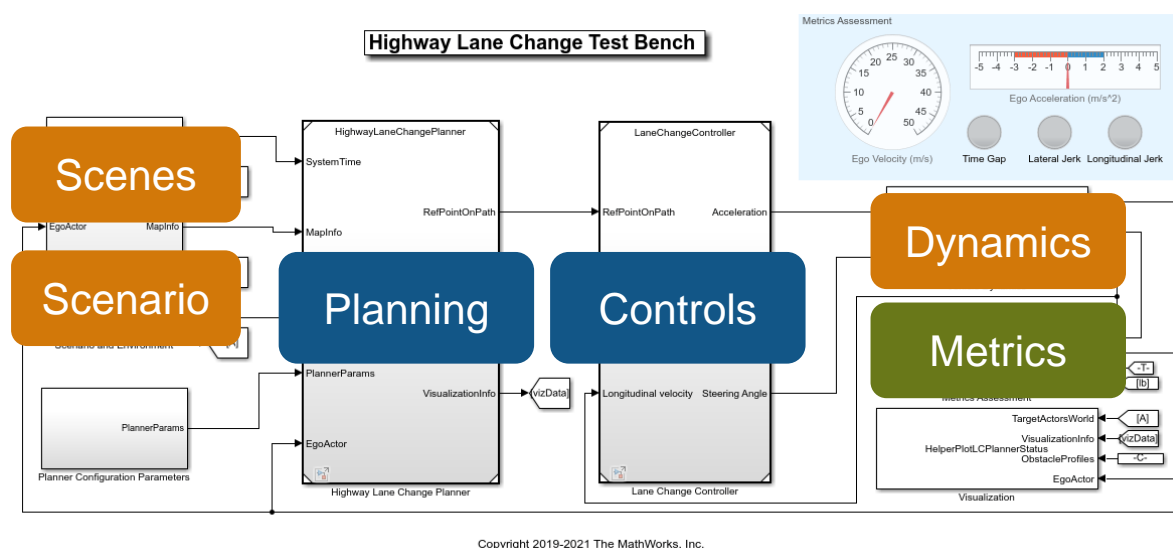 Highway Lane Change Test Bench
Metrics Assessment
0
5
10
15
20
25
30
35
40
45
50
Ego Velocity (m/s)
-5 -4 -3 -2 -1 0 1 2 3 4 5
Ego Acceleration (m/s^2)
Time Gap
Lateral Jerk
Longitudinal Jerk
Scenes
EgoActor
MapInfo
Scenario
Scenario and Environment
PlannerParams
Planner Configuration Parameters
HighwayLaneChangePlanner
SystemTime
RefPointOnPath
MapInfo
Planning
PlannerParams
VisualizationInfo
EgoActor
Highway Lane Change Planner
[vizData]
LaneChangeController
RefPointOnPath
Acceleration
Controls
Longitudinal velocity
Steering Angle
Lane Change Controller
Dynamics
Metrics
-T-
[lb]
Metrics Assessment
TargetActorsWorld
[A]
VisualizationInfo
[vizData]
HelperPlotLCPlannerStatus
ObstacleProfiles
-C-
EgoActor
Visualization
Copyright 2019-2021 The MathWorks, Inc.